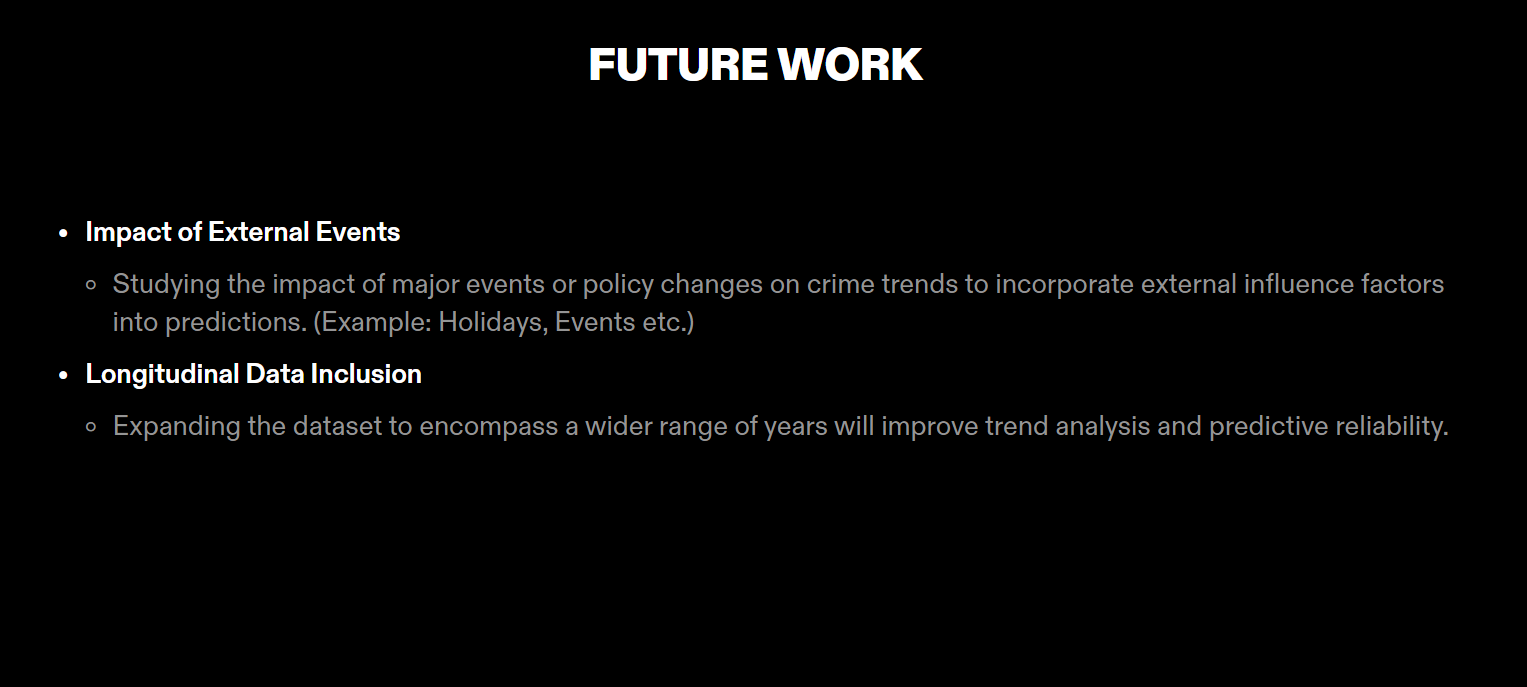 FUTURE WORK
• Impact of External Events
◦ Studying the impact of major events or policy changes on crime trends to incorporate external influence factors
into predictions. (Example: Holidays, Events etc.)
• Longitudinal Data Inclusion
◦ Expanding the dataset to encompass a wider range of years will improve trend analysis and predictive reliability.